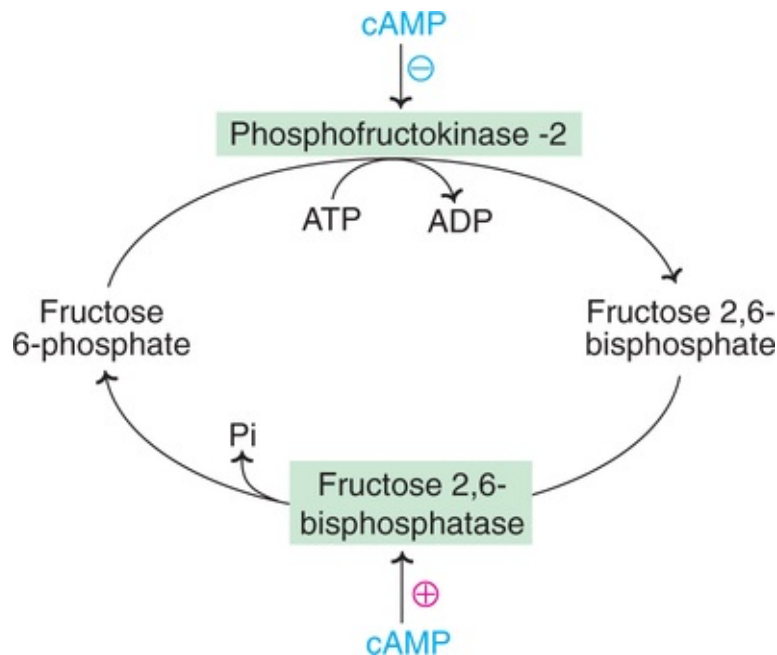 cAMP
⊖
Phosphofructokinase -2
ATP
ADP
Fructose
6-phosphate
Fructose 2,6-
bisphosphate
Pi
Fructose 2,6-
bisphosphatase
⊕
cAMP